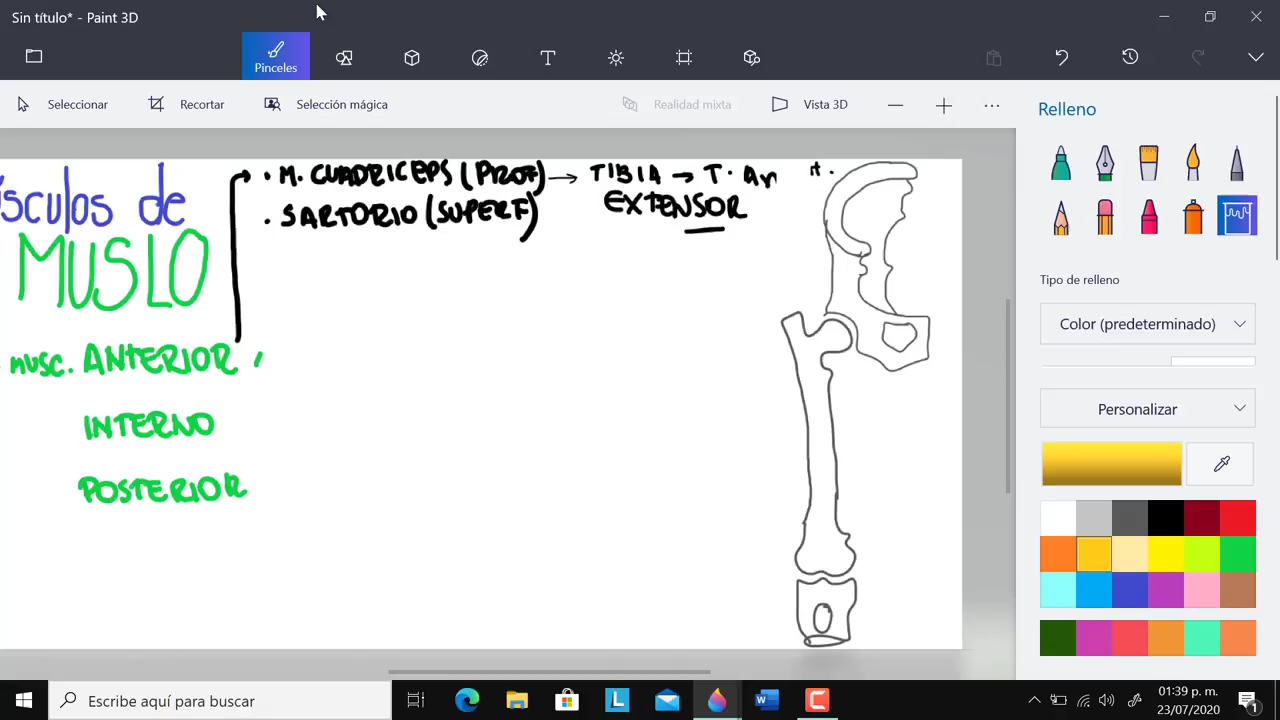 Sin título* - Paint 3D
Pinceles
Seleccionar
Recortar
Selección mágica
Realidad mixta
Vista 3D
Relleno
sculos de
MUSLO
· M. CUADRICEPS (PROF) → TIBIA → T. An t.
· SARTORIO (SUPERF)
EXTENSOR
musc. ANTERIOR
INTERNO
POSTERIOR
Tipo de relleno
Color (predeterminado)
Personalizar
Escribe aquí para buscar
L
W
01:39 p. m.
23/07/2020
1